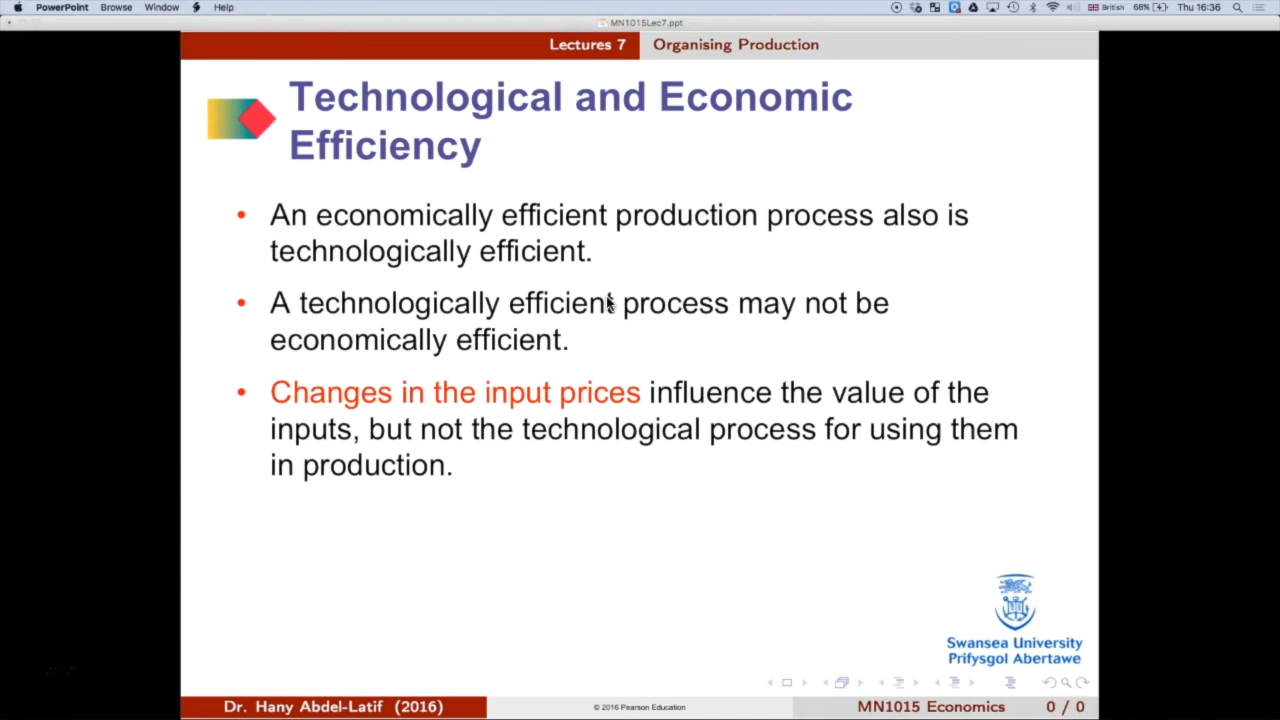 PowerPoint Browse Window Help British 68% Thu 16:36
MN1015Lec7.ppt
Lectures 7 Organising Production
Technological and Economic
Efficiency
• An economically efficient production process also is
technologically efficient.
• A technologically efficient process may not be
economically efficient.
• Changes in the input prices influence the value of the
inputs, but not the technological process for using them
in production.
Swansea University
Prifysgol Abertawe
Dr. Hany Abdel-Latif (2016) © 2016 Pearson Education MN1015 Economics 0 / 0